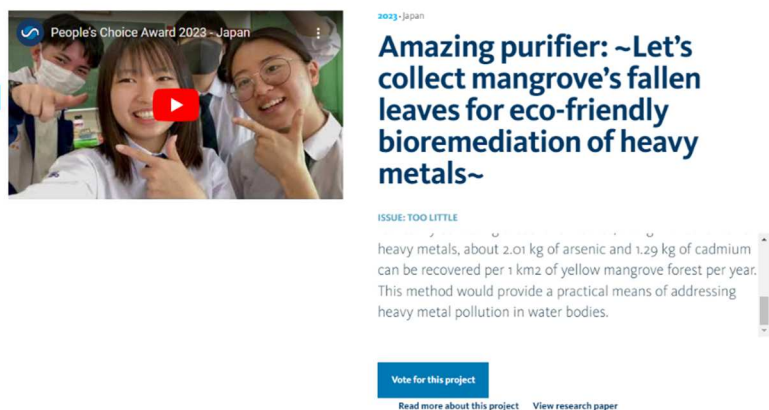 People's Choice Award 2023 - Japan
2023 - Japan
Amazing purifier: ~Let's
collect mangrove's fallen
leaves for eco-friendly
bioremediation of heavy
metals~
ISSUE: TOO LITTLE
heavy metals, about 2.01 kg of arsenic and 1.29 kg of cadmium
can be recovered per 1 km2 of yellow mangrove forest per year.
This method would provide a practical means of addressing
heavy metal pollution in water bodies.
Vote for this project
Read more about this project View research paper